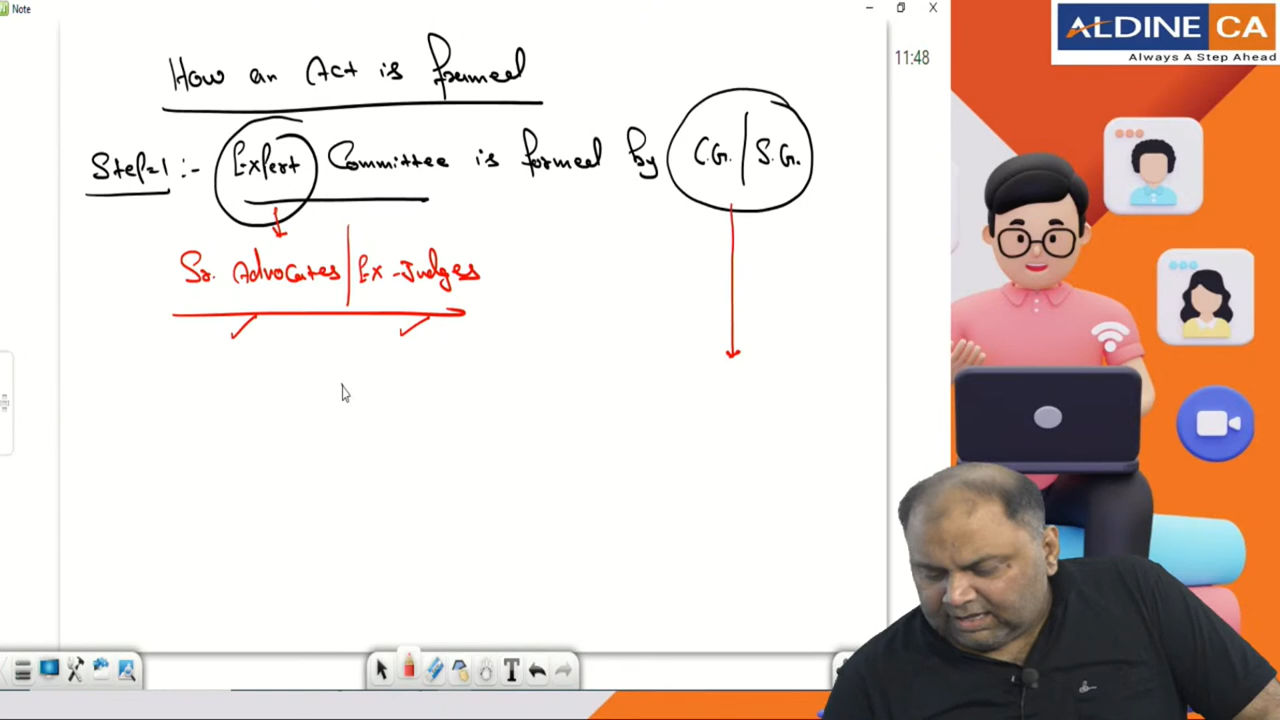 Note
ALDINE CA
Always A Step Ahead
11:48
How an Act is formed
Step-1 :- Expert Committee is formed by C.G. | S.G.
Sr. Advocates | Ex-Judges
T